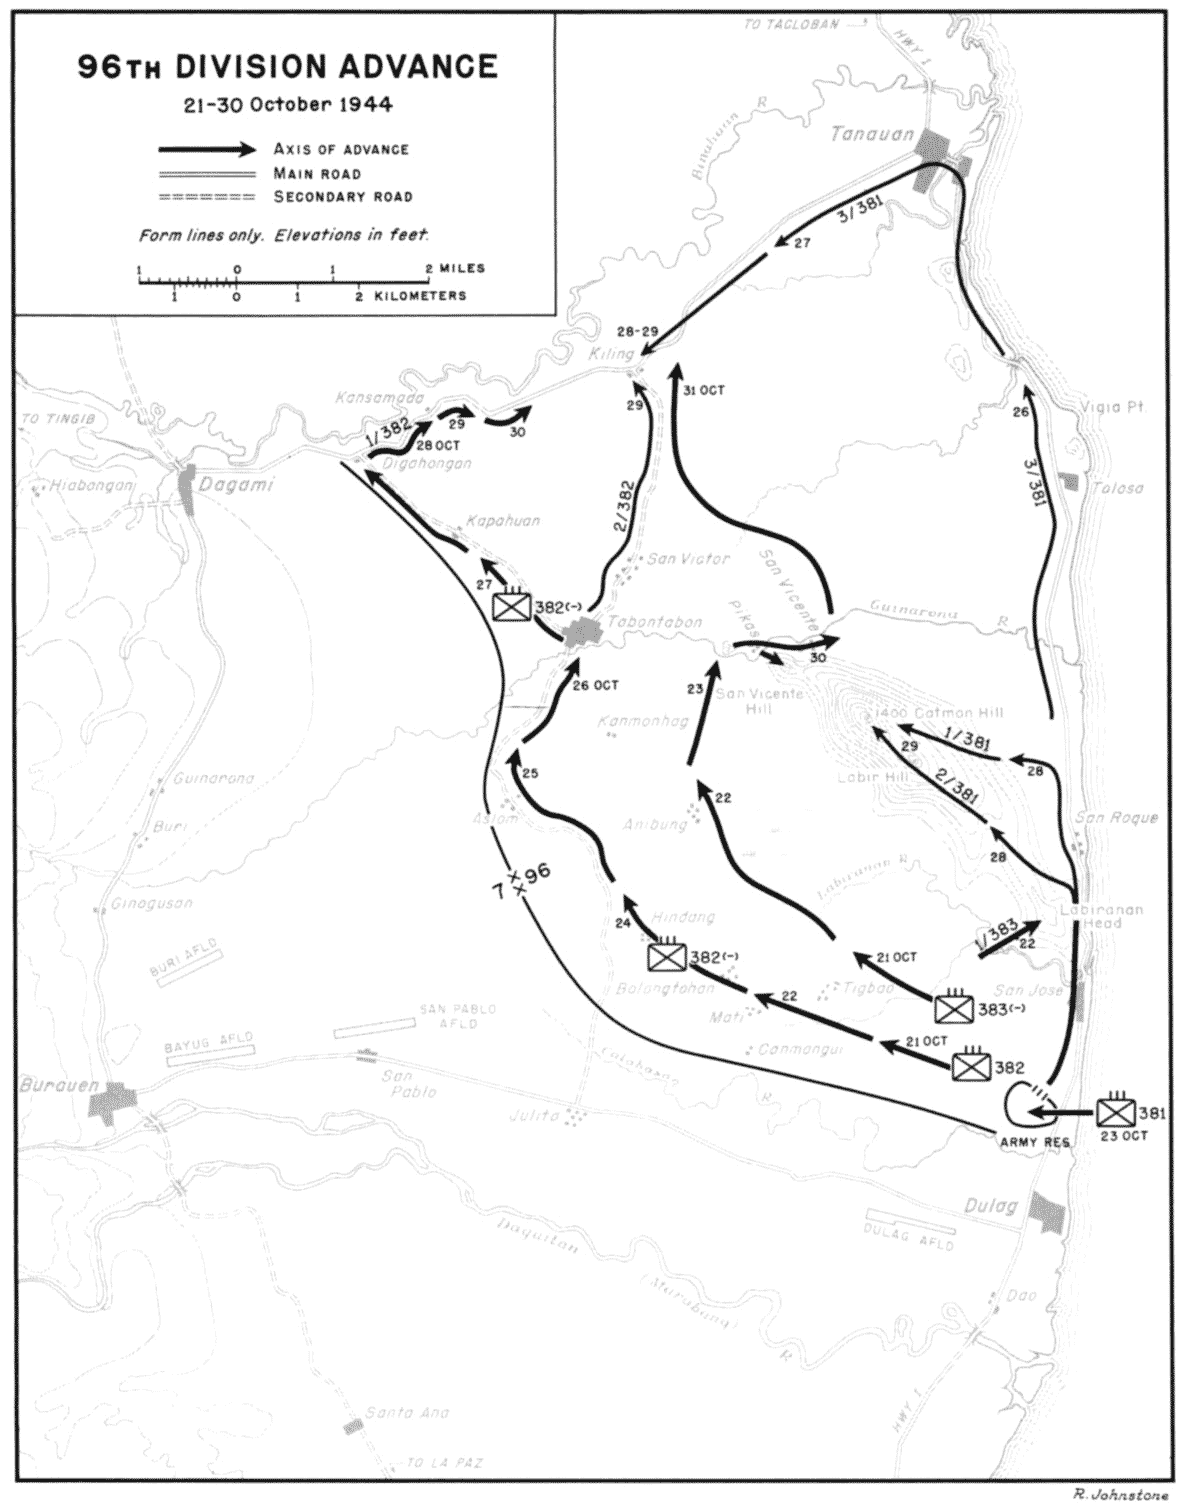 96TH DIVISION ADVANCE
21-30 October 1944
AXIS OF ADVANCE
MAIN ROAD
SECONDARY ROAD
Form lines only. Elevations in feet.
1 0 1 2 MILES
1 0 1 2 KILOMETERS
TO TACLOBAN
HWY 1
Binahaan R
Tanauan
3/381
27
28-29
Kiling
Kansamada
29
31 OCT
26
Vigia Pt.
TO TINGIB
1/382
29
28 OCT
30
Digahongan
Hiabangan
Dagami
3/381
Tolosa
2/382
Kapahuan
San Victor
San Vicente
27
382(-)
Pikas
Guinarona R
Tabontabon
30
26 OCT
23
San Vicente
Hill
1400 Catmon Hill
Kanmonhag
1/381
29
28
25
Labir Hill
2/381
Guinarona
22
Aslom
Anibung
San Roque
Buri
28
7 96
Labiranan R
Ginagusan
24
Hindang
Labiranan
Head
1/383
22
BURI AFLD
382(-)
21 OCT
Bolongtohan
Tigbao
San Jose
22
383(-)
SAN PABLO
AFLD
Mati
BAYUG AFLD
21 OCT
Canmangui
382
San
Pablo
Calabasan R
Burauen
Julita
381
ARMY RES
23 OCT
Dulag
DULAG AFLD
Daguitan
(Marabang)
R
Dao
HWY 1
Santa Ana
TO LA PAZ
R. Johnstone